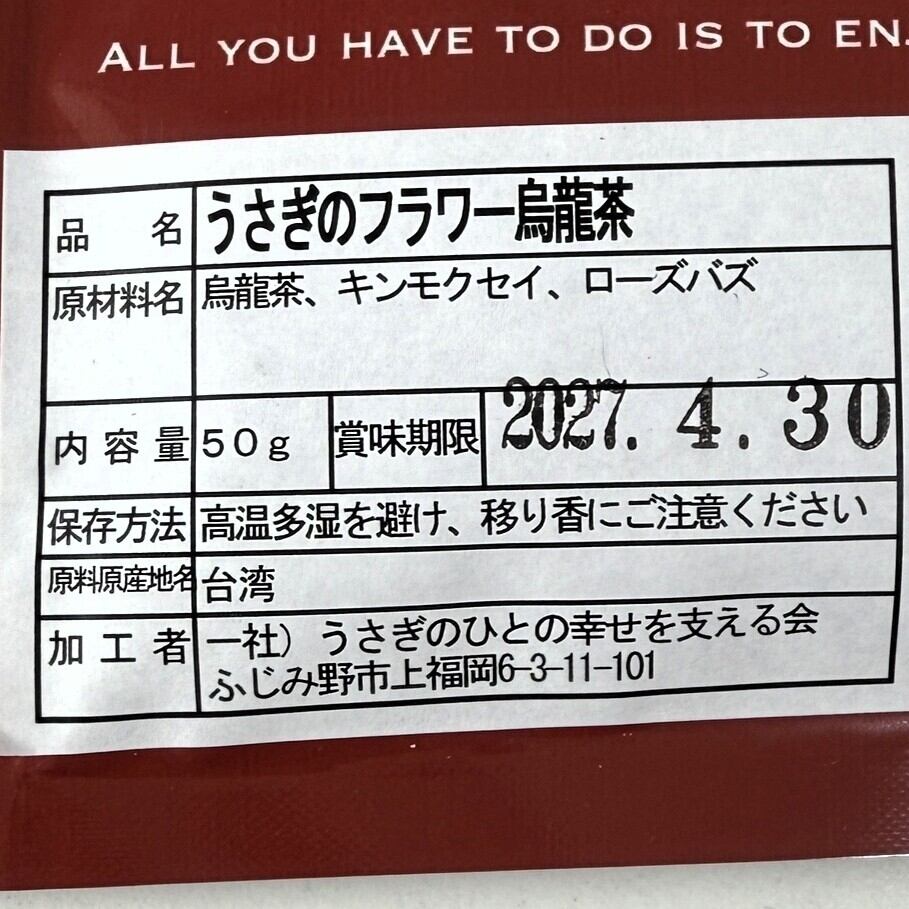 ALL YOU HAVE TO DO IS TO EN
品名 うさぎのフラワー烏龍茶
原材料名 烏龍茶、キンモクセイ、ローズバズ
内容量 50g 賞味期限 2027. 4. 30
保存方法 高温多湿を避け、移り香にご注意ください
原料原産地名 台湾
加工者 一社）うさぎのひとの幸せを支える会
ふじみ野市上福岡6-3-11-101